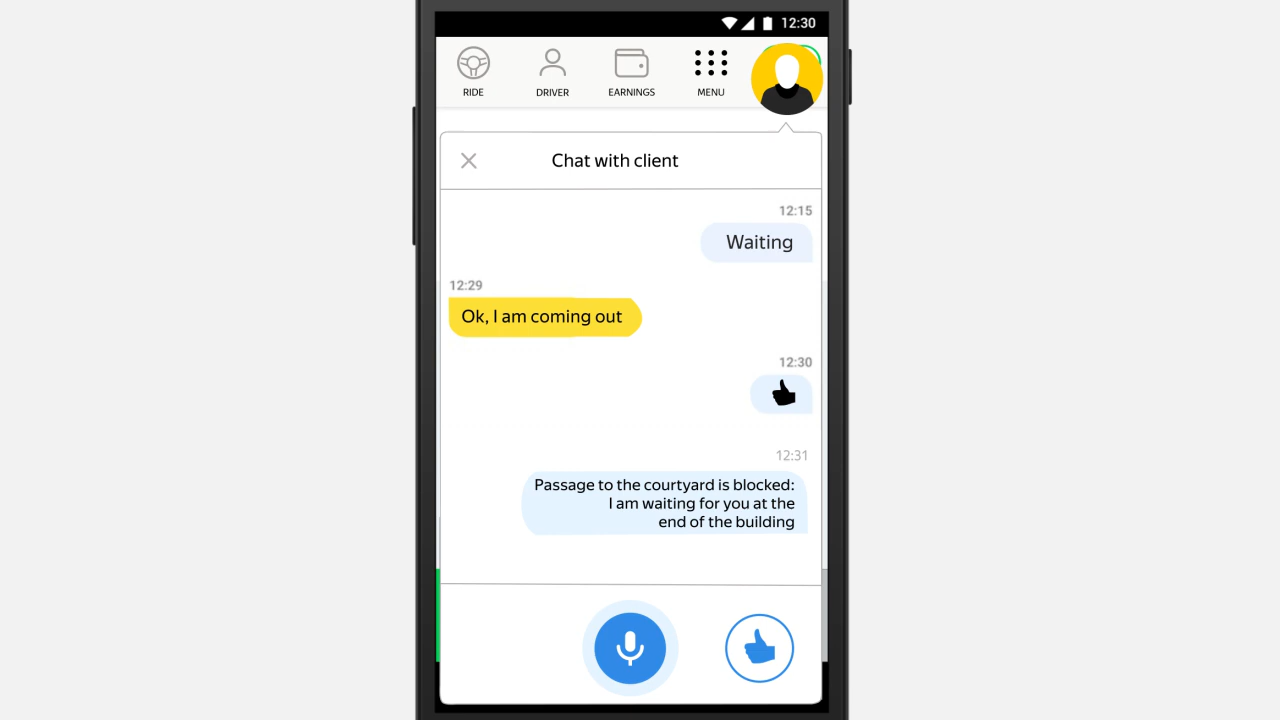 12:30
RIDE
DRIVER
EARNINGS
MENU
Chat with client
12:15
Waiting
12:29
Ok, I am coming out
12:30
12:31
Passage to the courtyard is blocked:
I am waiting for you at the
end of the building